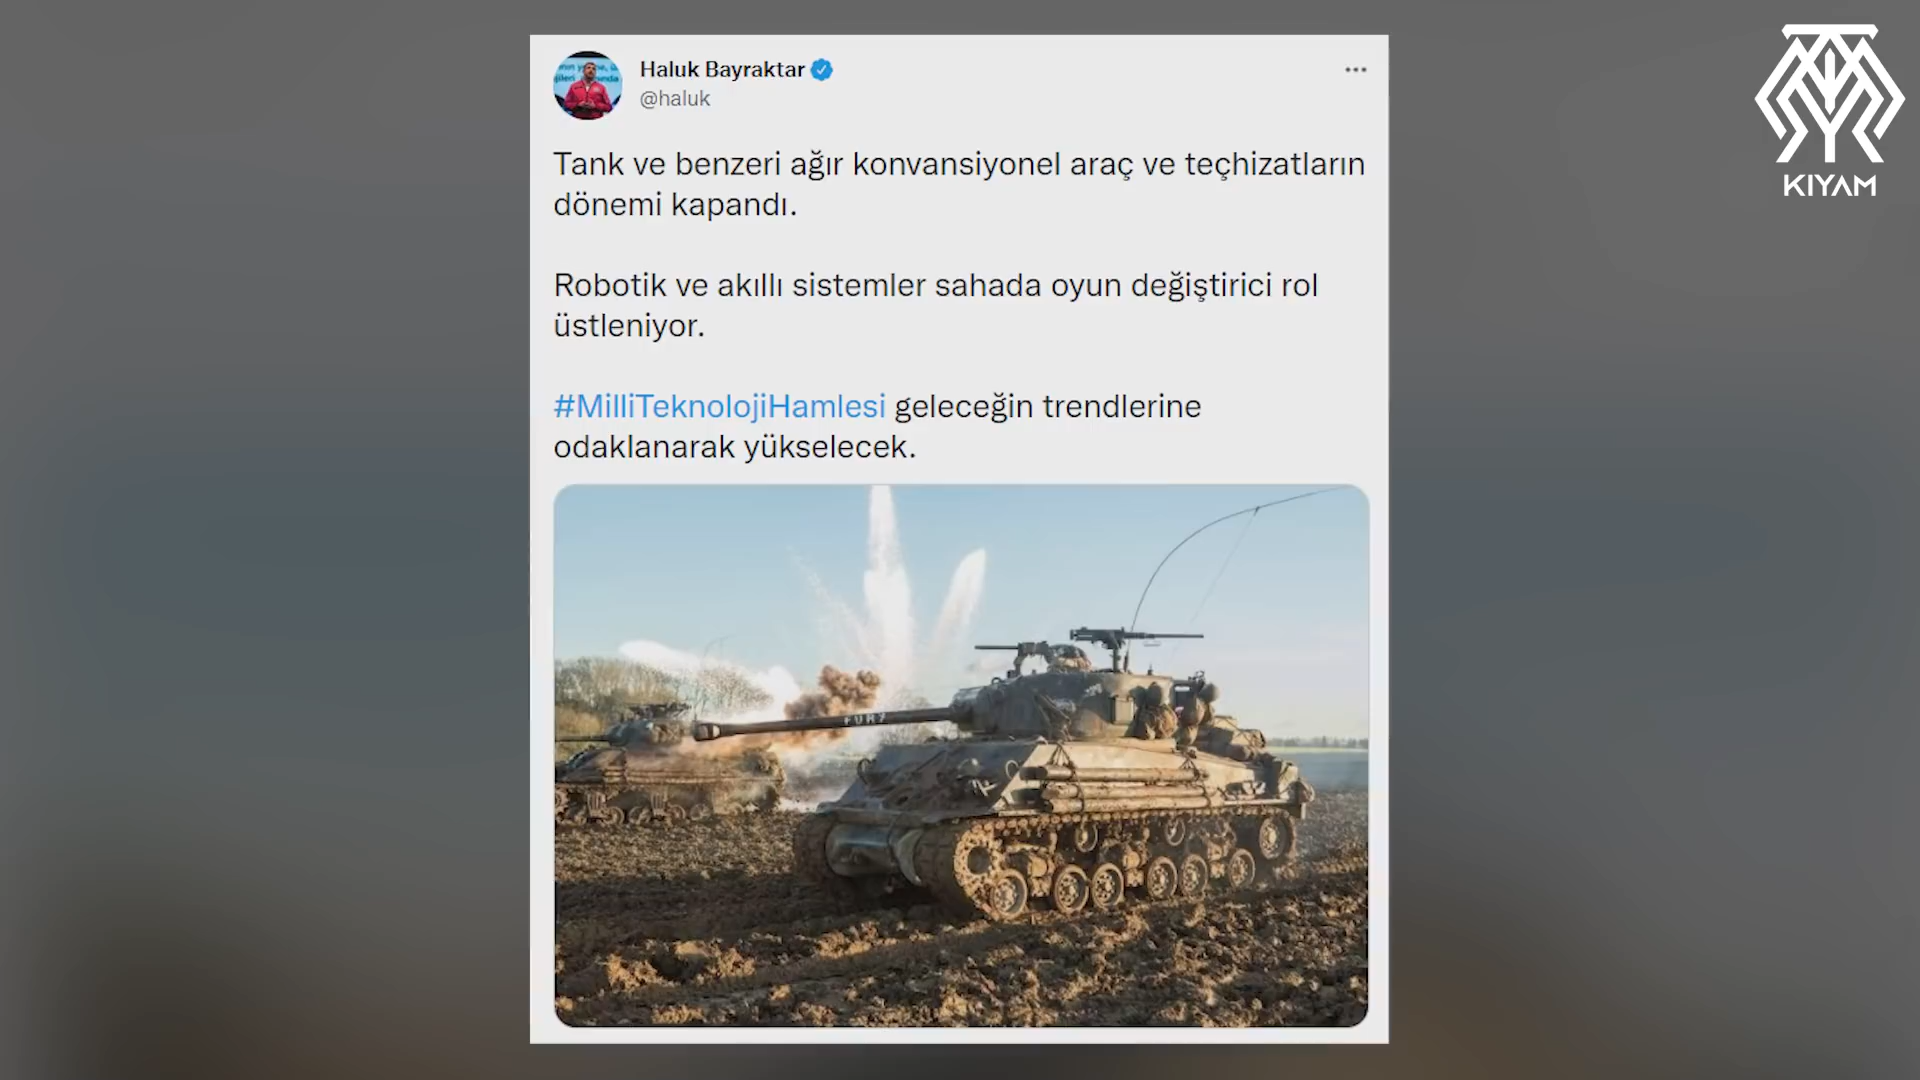 Haluk Bayraktar
@haluk
Tank ve benzeri ağır konvansiyonel araç ve teçhizatların
dönemi kapandı.
Robotik ve akıllı sistemler sahada oyun değiştirici rol
üstleniyor.
#MilliTeknolojiHamlesi geleceğin trendlerine
odaklanarak yükselecek.
FURY
KIYAM